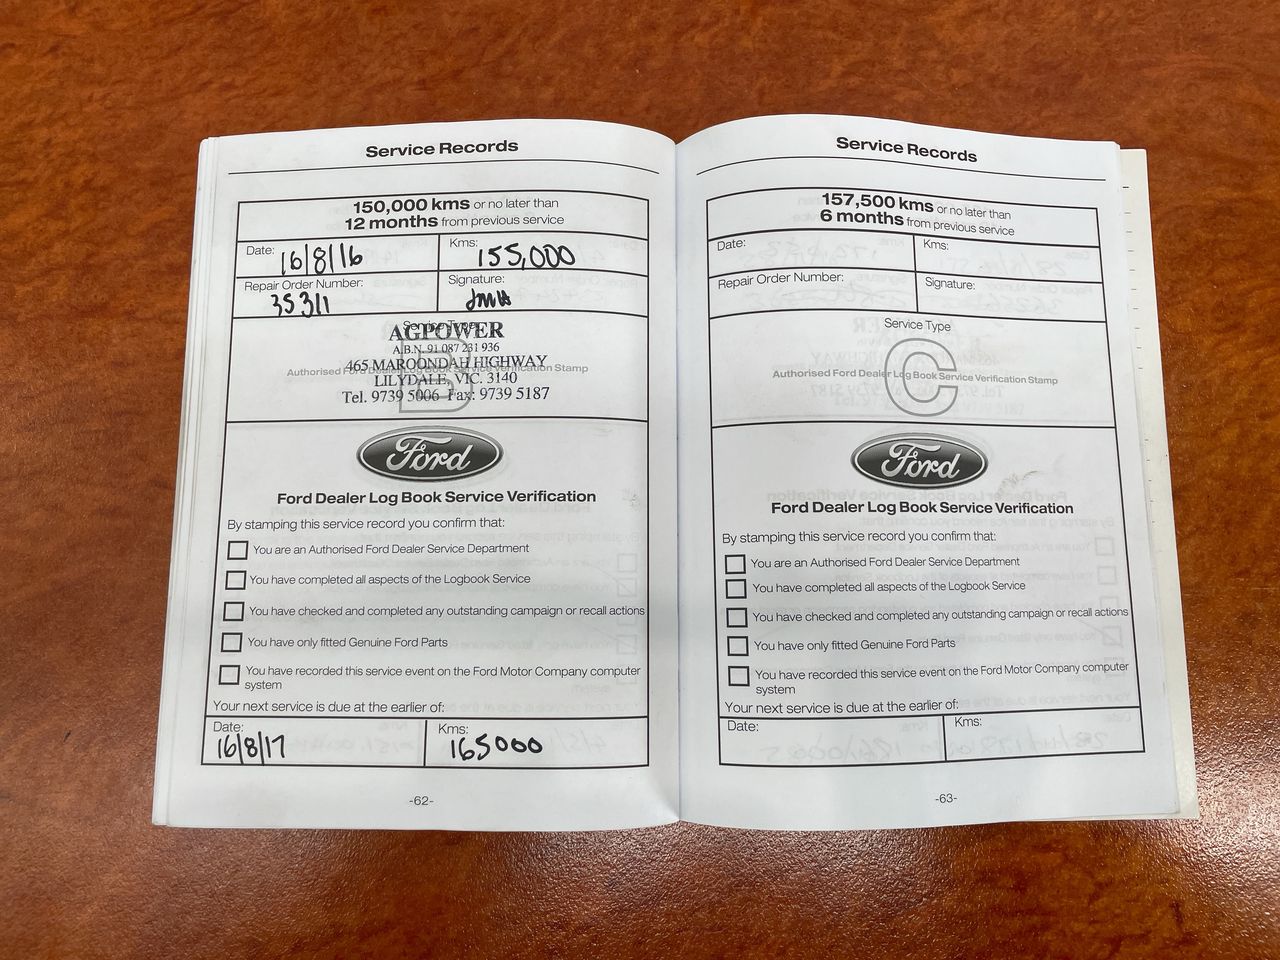 Service Records
150,000 kms or no later than
12 months from previous service
Date: 16/8/16
Kms: 155,000
Repair Order Number: 35311
Signature:
Service Type
B
AGPOWER
A.B.N. 91 087 231 936
465 MAROONDAH HIGHWAY
Authorised Ford Dealer Log Book Service Verification Stamp
LILYDALE, VIC. 3140
Tel. 9739 5006 Fax: 9739 5187
Ford
Ford Dealer Log Book Service Verification
By stamping this service record you confirm that:
You are an Authorised Ford Dealer Service Department
You have completed all aspects of the Logbook Service
You have checked and completed any outstanding campaign or recall actions
You have only fitted Genuine Ford Parts
You have recorded this service event on the Ford Motor Company computer
system
Your next service is due at the earlier of:
Date: 16/8/17
Kms: 165000
-62-
Service Records
157,500 kms or no later than
6 months from previous service
Date:
Kms:
Repair Order Number:
Signature:
Service Type
C
Authorised Ford Dealer Log Book Service Verification Stamp
Ford
Ford Dealer Log Book Service Verification
By stamping this service record you confirm that:
You are an Authorised Ford Dealer Service Department
You have completed all aspects of the Logbook Service
You have checked and completed any outstanding campaign or recall actions
You have only fitted Genuine Ford Parts
You have recorded this service event on the Ford Motor Company computer
system
Your next service is due at the earlier of:
Date:
Kms:
-63-